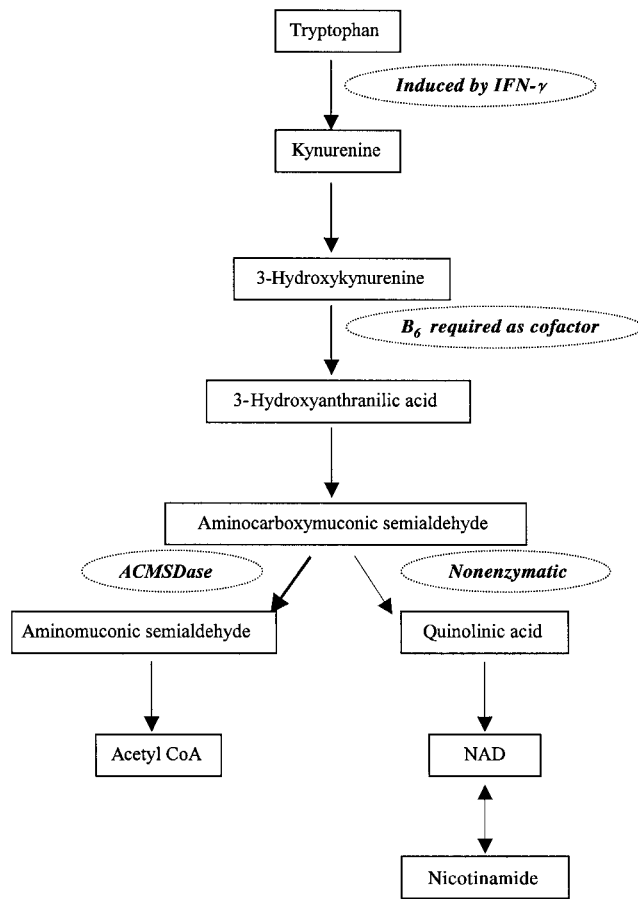 Tryptophan
Induced by IFN-γ
Kynurenine
3-Hydroxykynurenine
B₆ required as cofactor
3-Hydroxyanthranilic acid
Aminocarboxymuconic semialdehyde
ACMSDase
Nonenzymatic
Aminomuconic semialdehyde
Quinolinic acid
Acetyl CoA
NAD
Nicotinamide